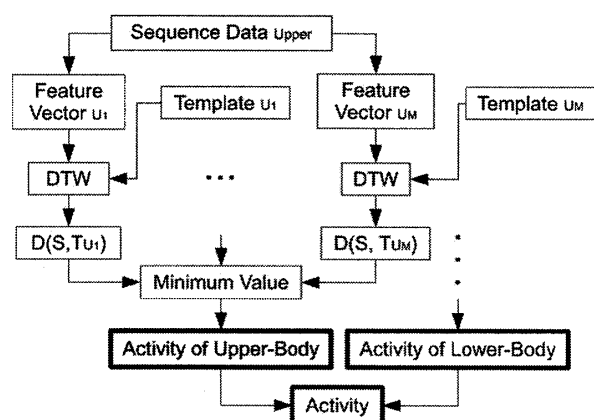 Sequence Data Upper
Feature
Vector U1
Template U1
Feature
Vector UM
Template UM
DTW
...
DTW
D(S,TU1)
D(S, TUM)
Minimum Value
Activity of Upper-Body
Activity of Lower-Body
Activity